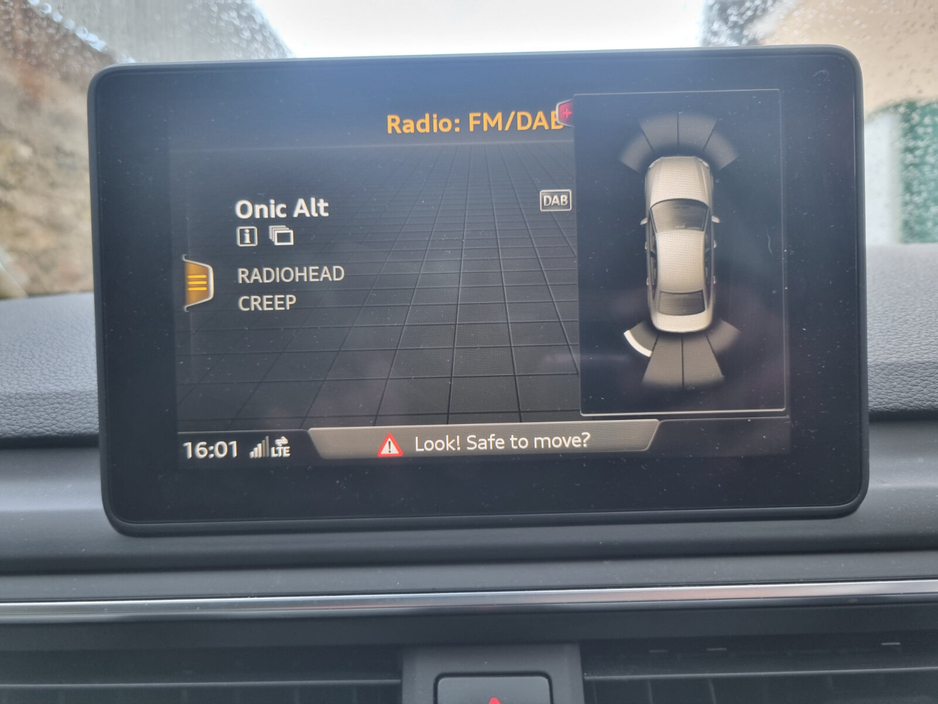 Radio: FM/DAB
Onic Alt
DAB
i
RADIOHEAD
CREEP
16:01 LTE
Look! Safe to move?